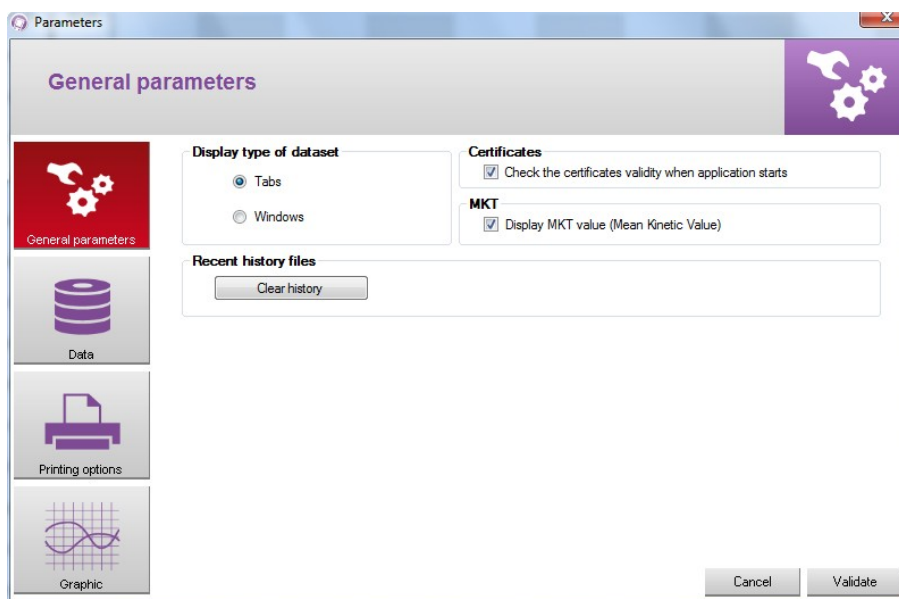 Parameters
General parameters
General parameters
Data
Printing options
Graphic
Display type of dataset
Tabs
Windows
Certificates
Check the certificates validity when application starts
MKT
Display MKT value (Mean Kinetic Value)
Recent history files
Clear history
Cancel
Validate